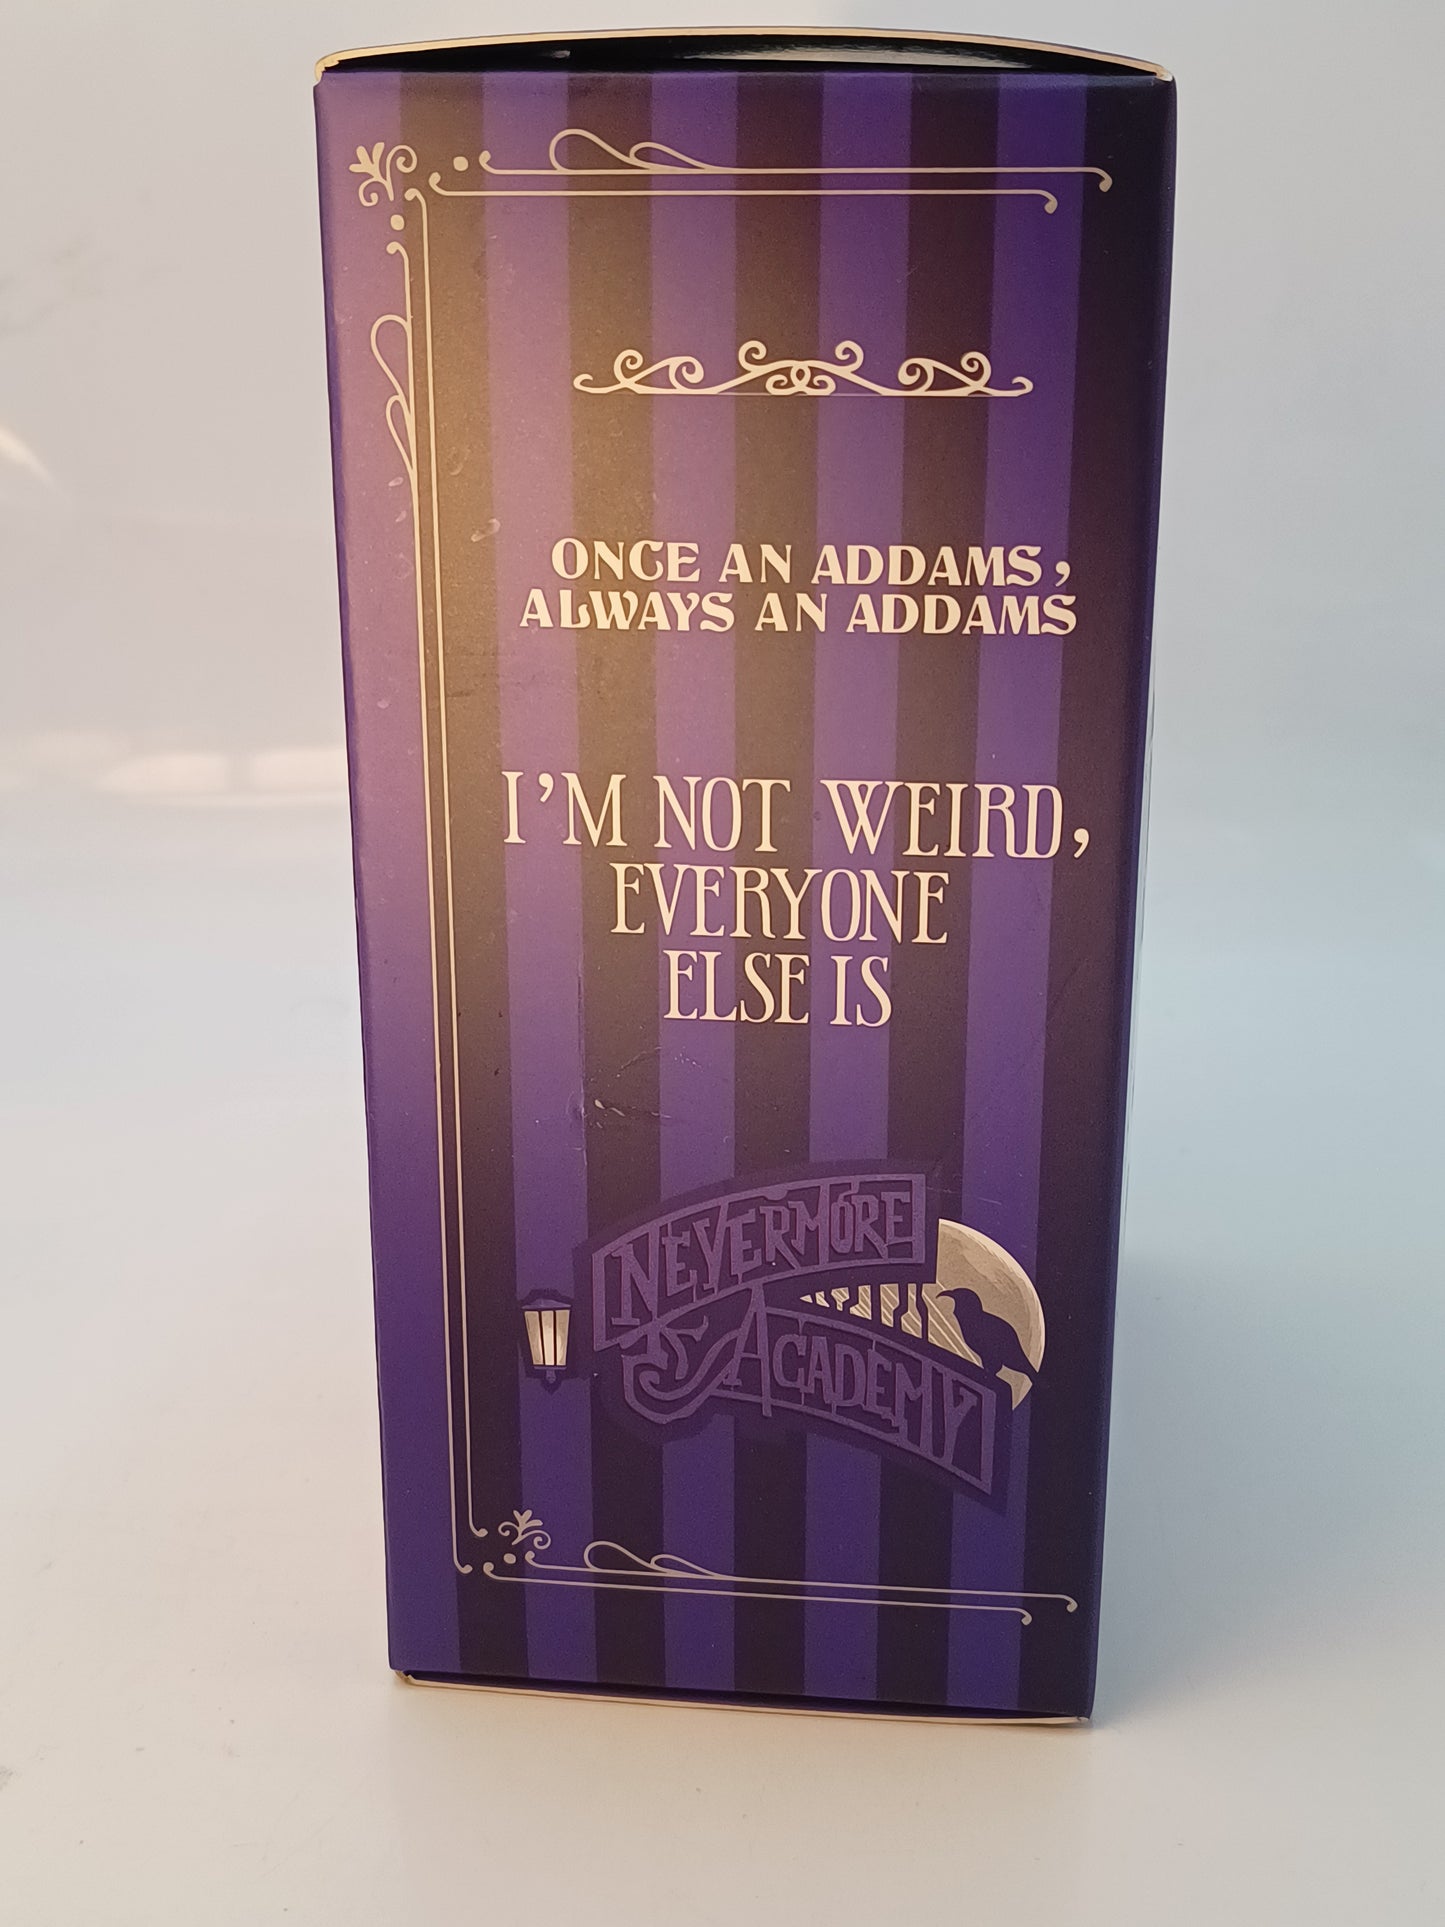 ONCE AN ADDAMS,
ALWAYS AN ADDAMS
I'M NOT WEIRD,
EVERYONE
ELSE IS
NEVERMORE
ACADEMY